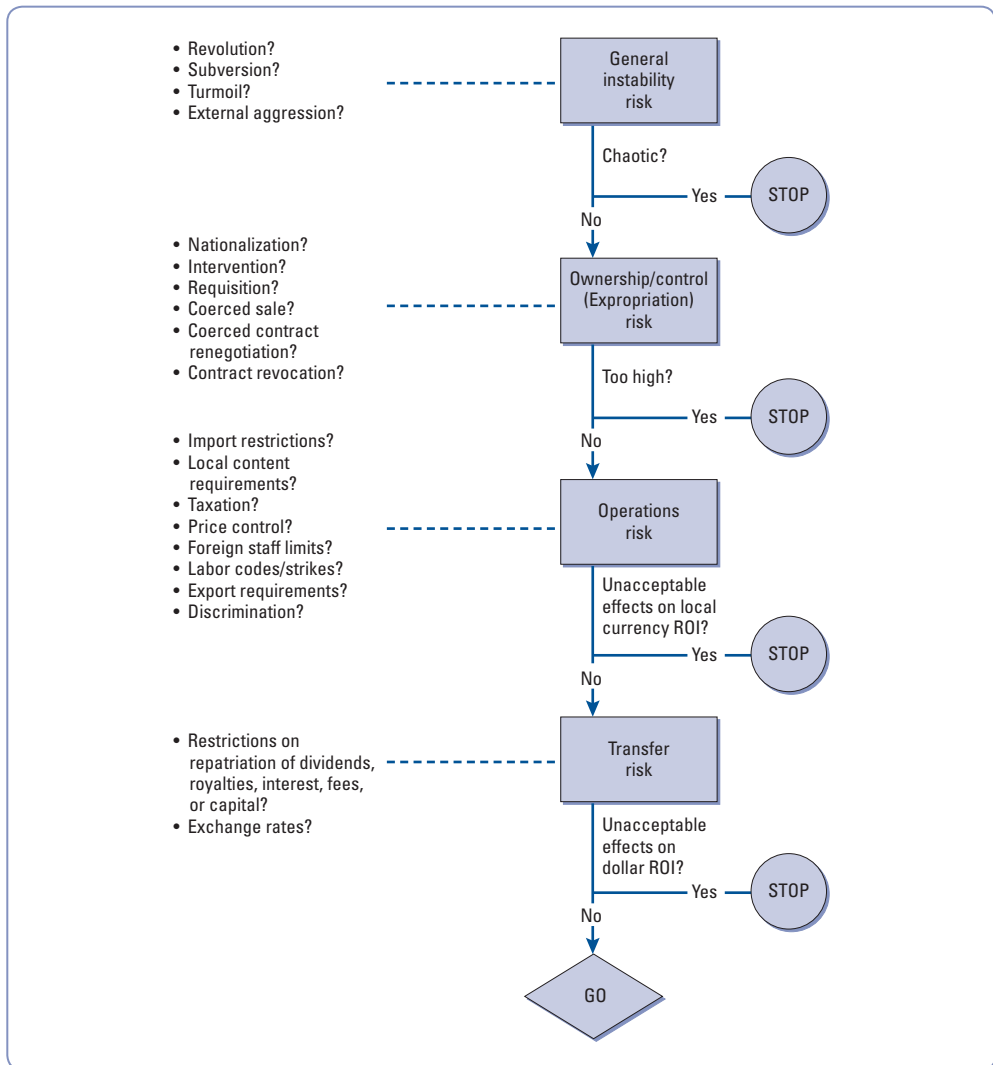 • Revolution?
• Subversion?
• Turmoil?
• External aggression?
General
instability
risk
Chaotic?
Yes
STOP
No
• Nationalization?
• Intervention?
• Requisition?
• Coerced sale?
• Coerced contract
renegotiation?
• Contract revocation?
Ownership/control
(Expropriation)
risk
Too high?
Yes
STOP
No
• Import restrictions?
• Local content
requirements?
• Taxation?
• Price control?
• Foreign staff limits?
• Labor codes/strikes?
• Export requirements?
• Discrimination?
Operations
risk
Unacceptable
effects on local
currency ROI?
Yes
STOP
No
• Restrictions on
repatriation of dividends,
royalties, interest, fees,
or capital?
• Exchange rates?
Transfer
risk
Unacceptable
effects on
dollar ROI?
Yes
STOP
No
GO